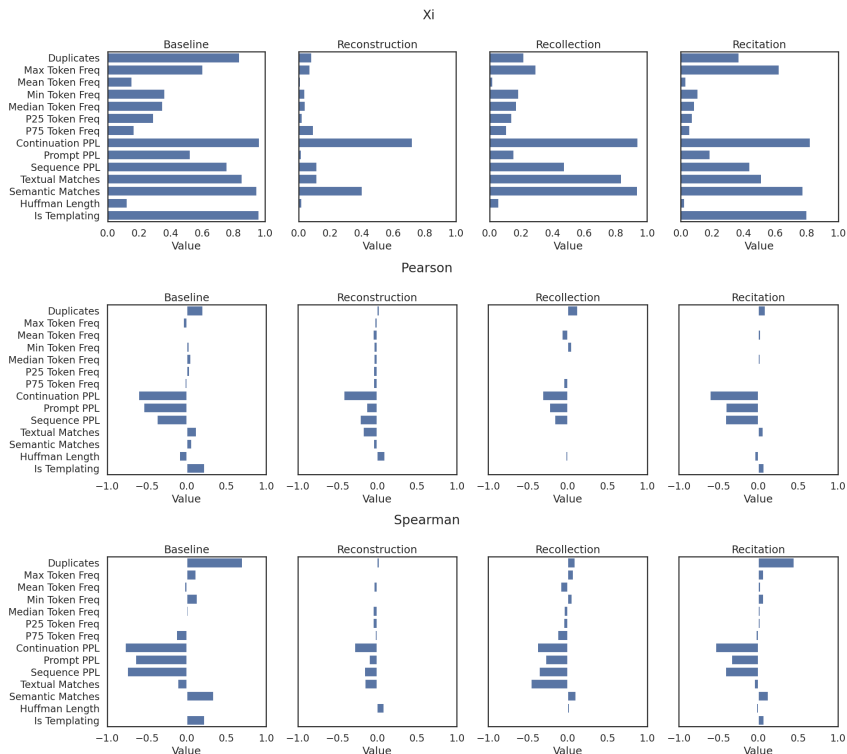 Xi
Baseline Reconstruction Recollection Recitation
Duplicates
Max Token Freq
Mean Token Freq
Min Token Freq
Median Token Freq
P25 Token Freq
P75 Token Freq
Continuation PPL
Prompt PPL
Sequence PPL
Textual Matches
Semantic Matches
Huffman Length
Is Templating
0.0 0.2 0.4 0.6 0.8 1.0 0.0 0.2 0.4 0.6 0.8 1.0 0.0 0.2 0.4 0.6 0.8 1.0 0.0 0.2 0.4 0.6 0.8 1.0
Value Value Value Value
Pearson
Baseline Reconstruction Recollection Recitation
Duplicates
Max Token Freq
Mean Token Freq
Min Token Freq
Median Token Freq
P25 Token Freq
P75 Token Freq
Continuation PPL
Prompt PPL
Sequence PPL
Textual Matches
Semantic Matches
Huffman Length
Is Templating
−1.0 −0.5 0.0 0.5 1.0 −1.0 −0.5 0.0 0.5 1.0 −1.0 −0.5 0.0 0.5 1.0 −1.0 −0.5 0.0 0.5 1.0
Value Value Value Value
Spearman
Baseline Reconstruction Recollection Recitation
Duplicates
Max Token Freq
Mean Token Freq
Min Token Freq
Median Token Freq
P25 Token Freq
P75 Token Freq
Continuation PPL
Prompt PPL
Sequence PPL
Textual Matches
Semantic Matches
Huffman Length
Is Templating
−1.0 −0.5 0.0 0.5 1.0 −1.0 −0.5 0.0 0.5 1.0 −1.0 −0.5 0.0 0.5 1.0 −1.0 −0.5 0.0 0.5 1.0
Value Value Value Value